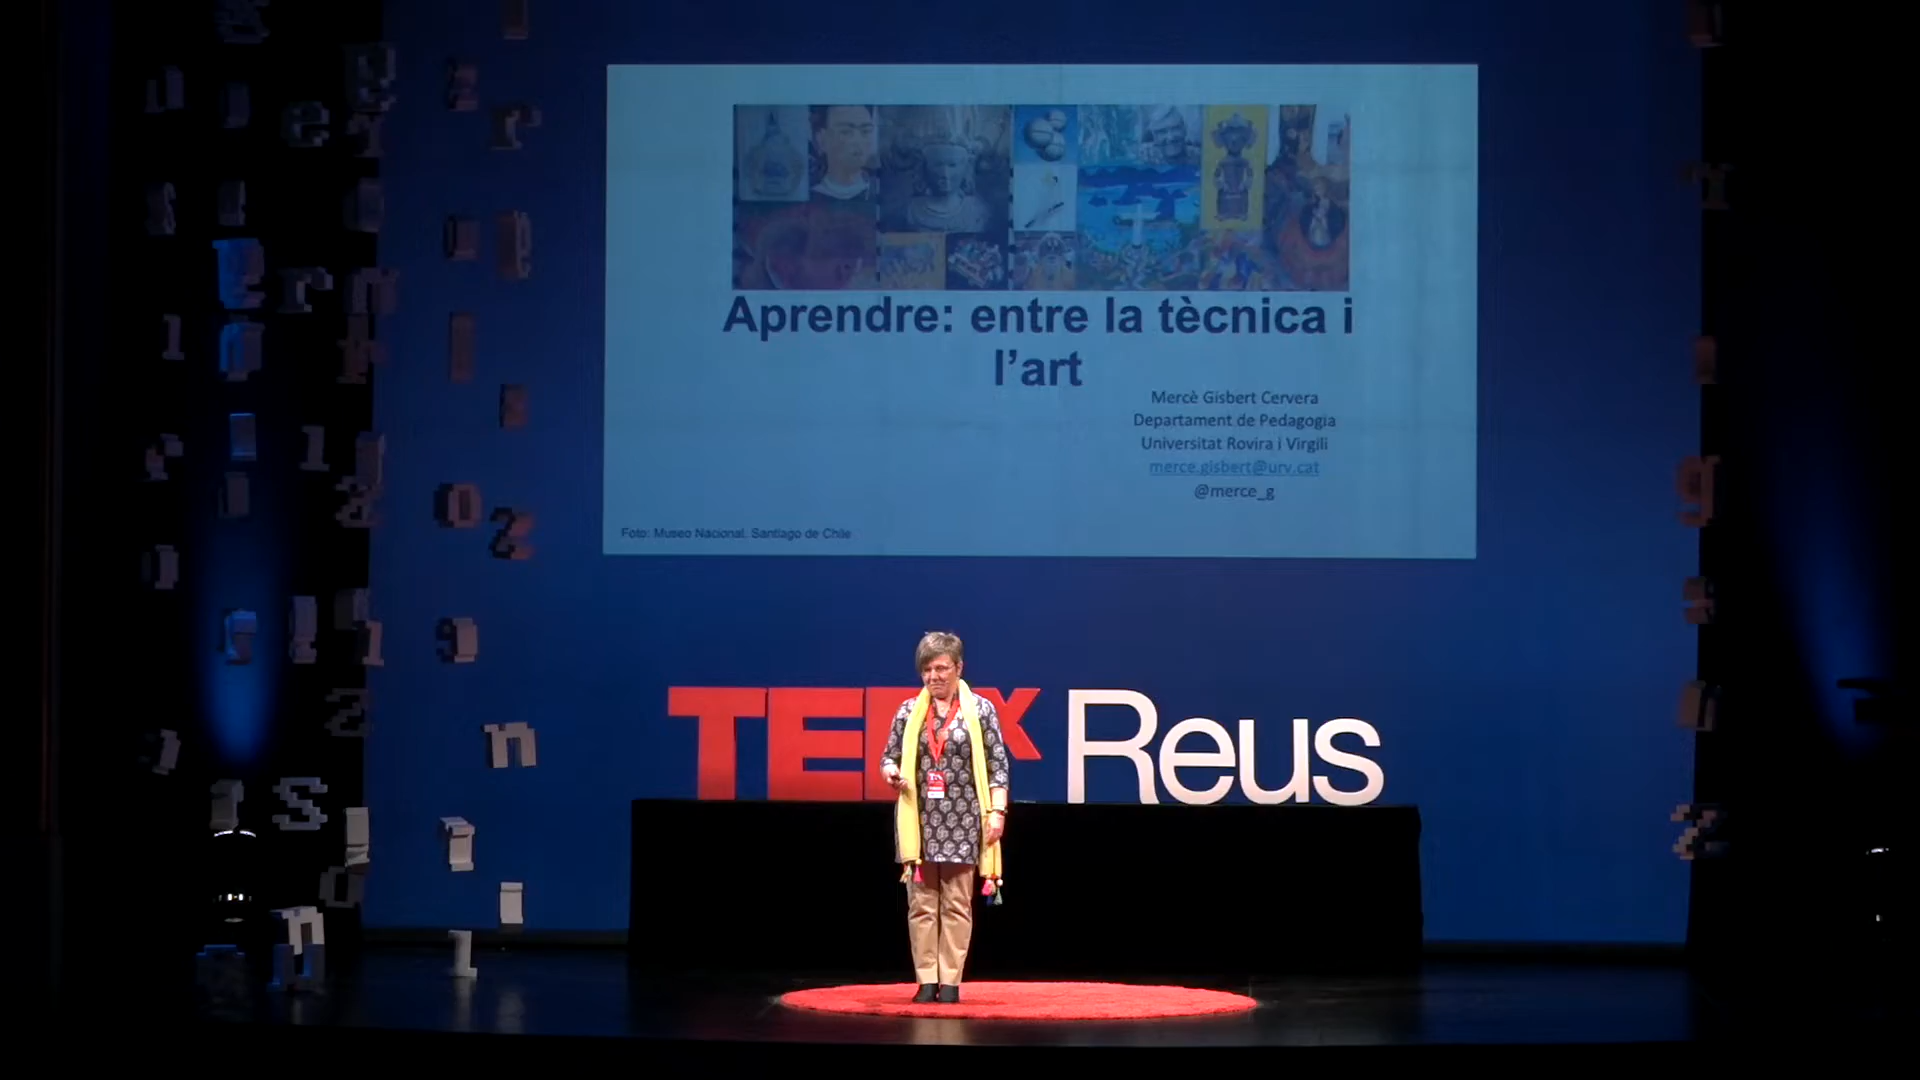 Aprendre: entre la tècnica i
l’art
Mercè Gisbert Cervera
Departament de Pedagogia
Universitat Rovira i Virgili
merce.gisbert@urv.cat
@merce_g
Foto: Museo Nacional. Santiago de Chile
TEDx Reus